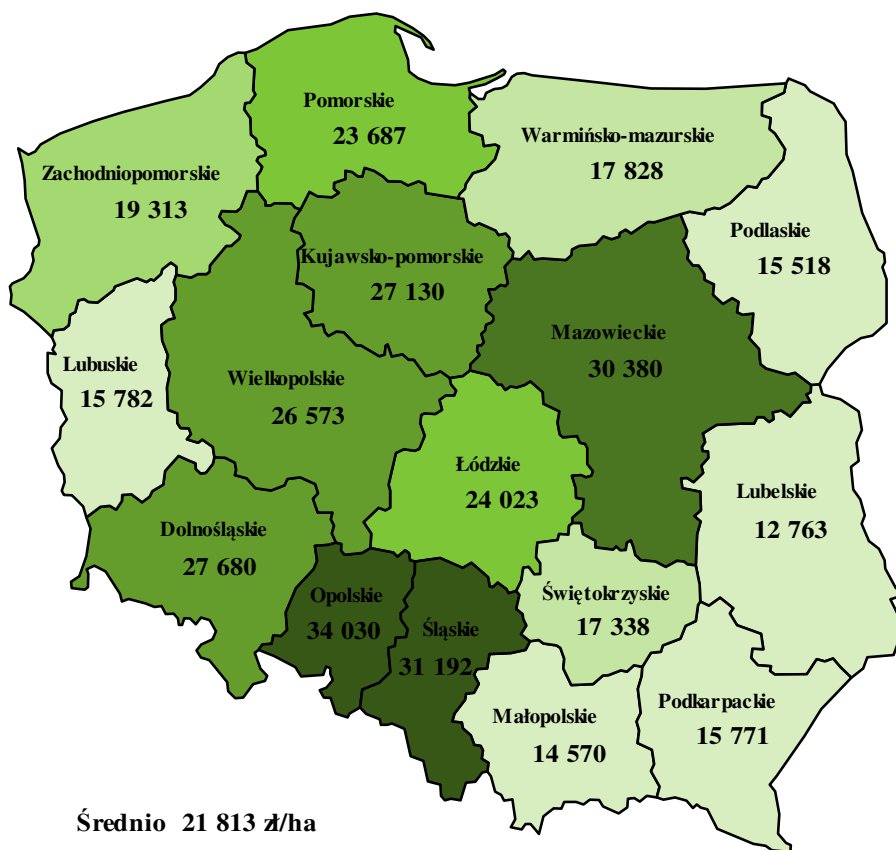 Pomorskie
23 687
Warmińsko-mazurskie
17 828
Zachodniopomorskie
19 313
Podlaskie
15 518
Kujawsko-pomorskie
27 130
Mazowieckie
30 380
Lubuskie
15 782
Wielkopolskie
26 573
Łódzkie
24 023
Lubelskie
12 763
Dolnośląskie
27 680
Opolskie
34 030
Śląskie
31 192
Świętokrzyskie
17 338
Małopolskie
14 570
Podkarpackie
15 771
Średnio 21 813 zł/ha